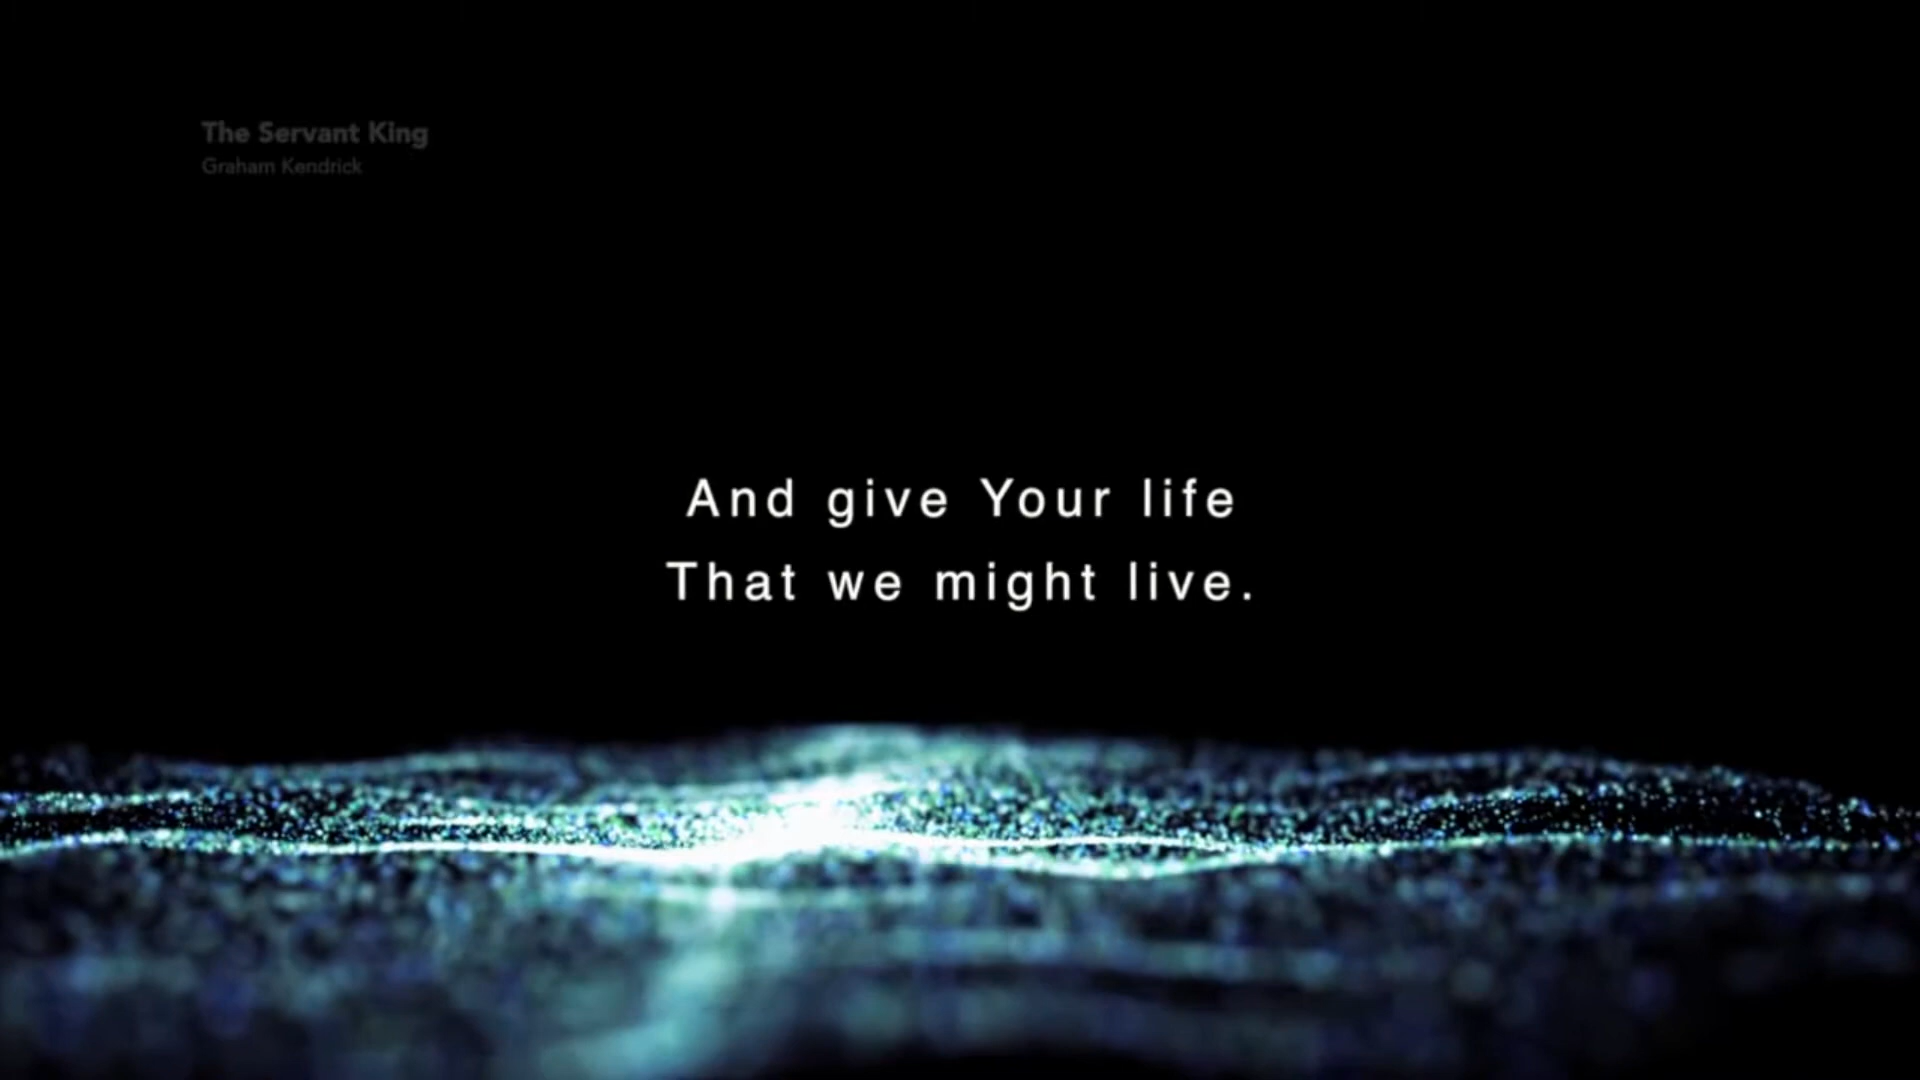 The Servant King
Graham Kendrick
And give Your life
That we might live.